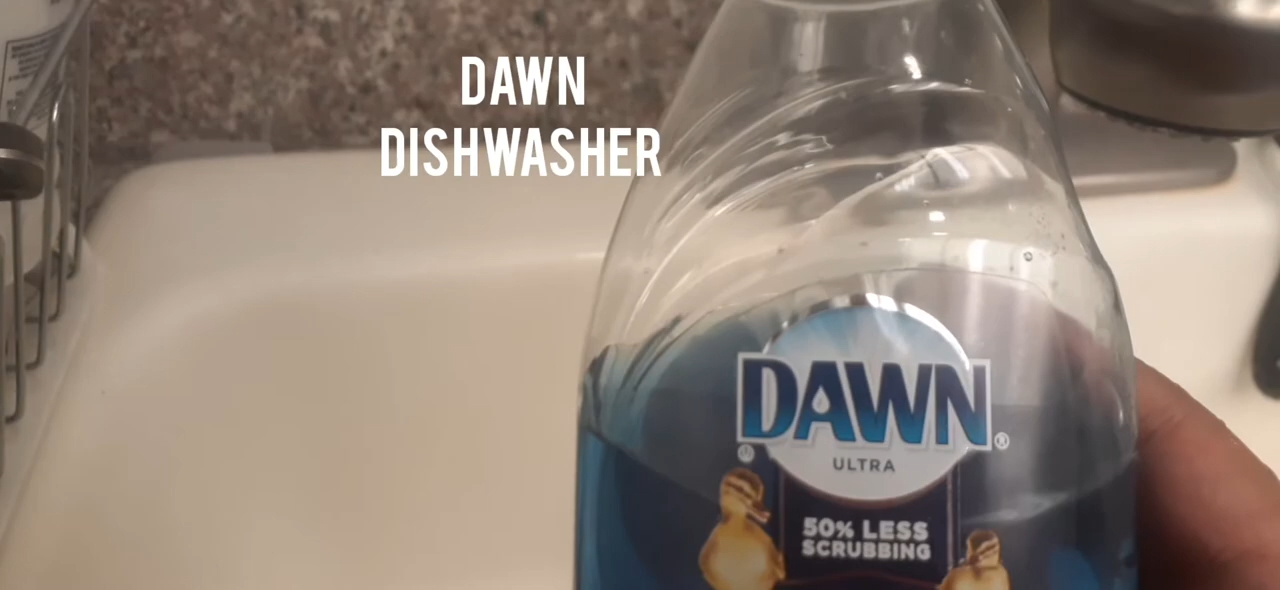 DAWN
DISHWASHER
DAWN®
ULTRA
50% LESS
SCRUBBING